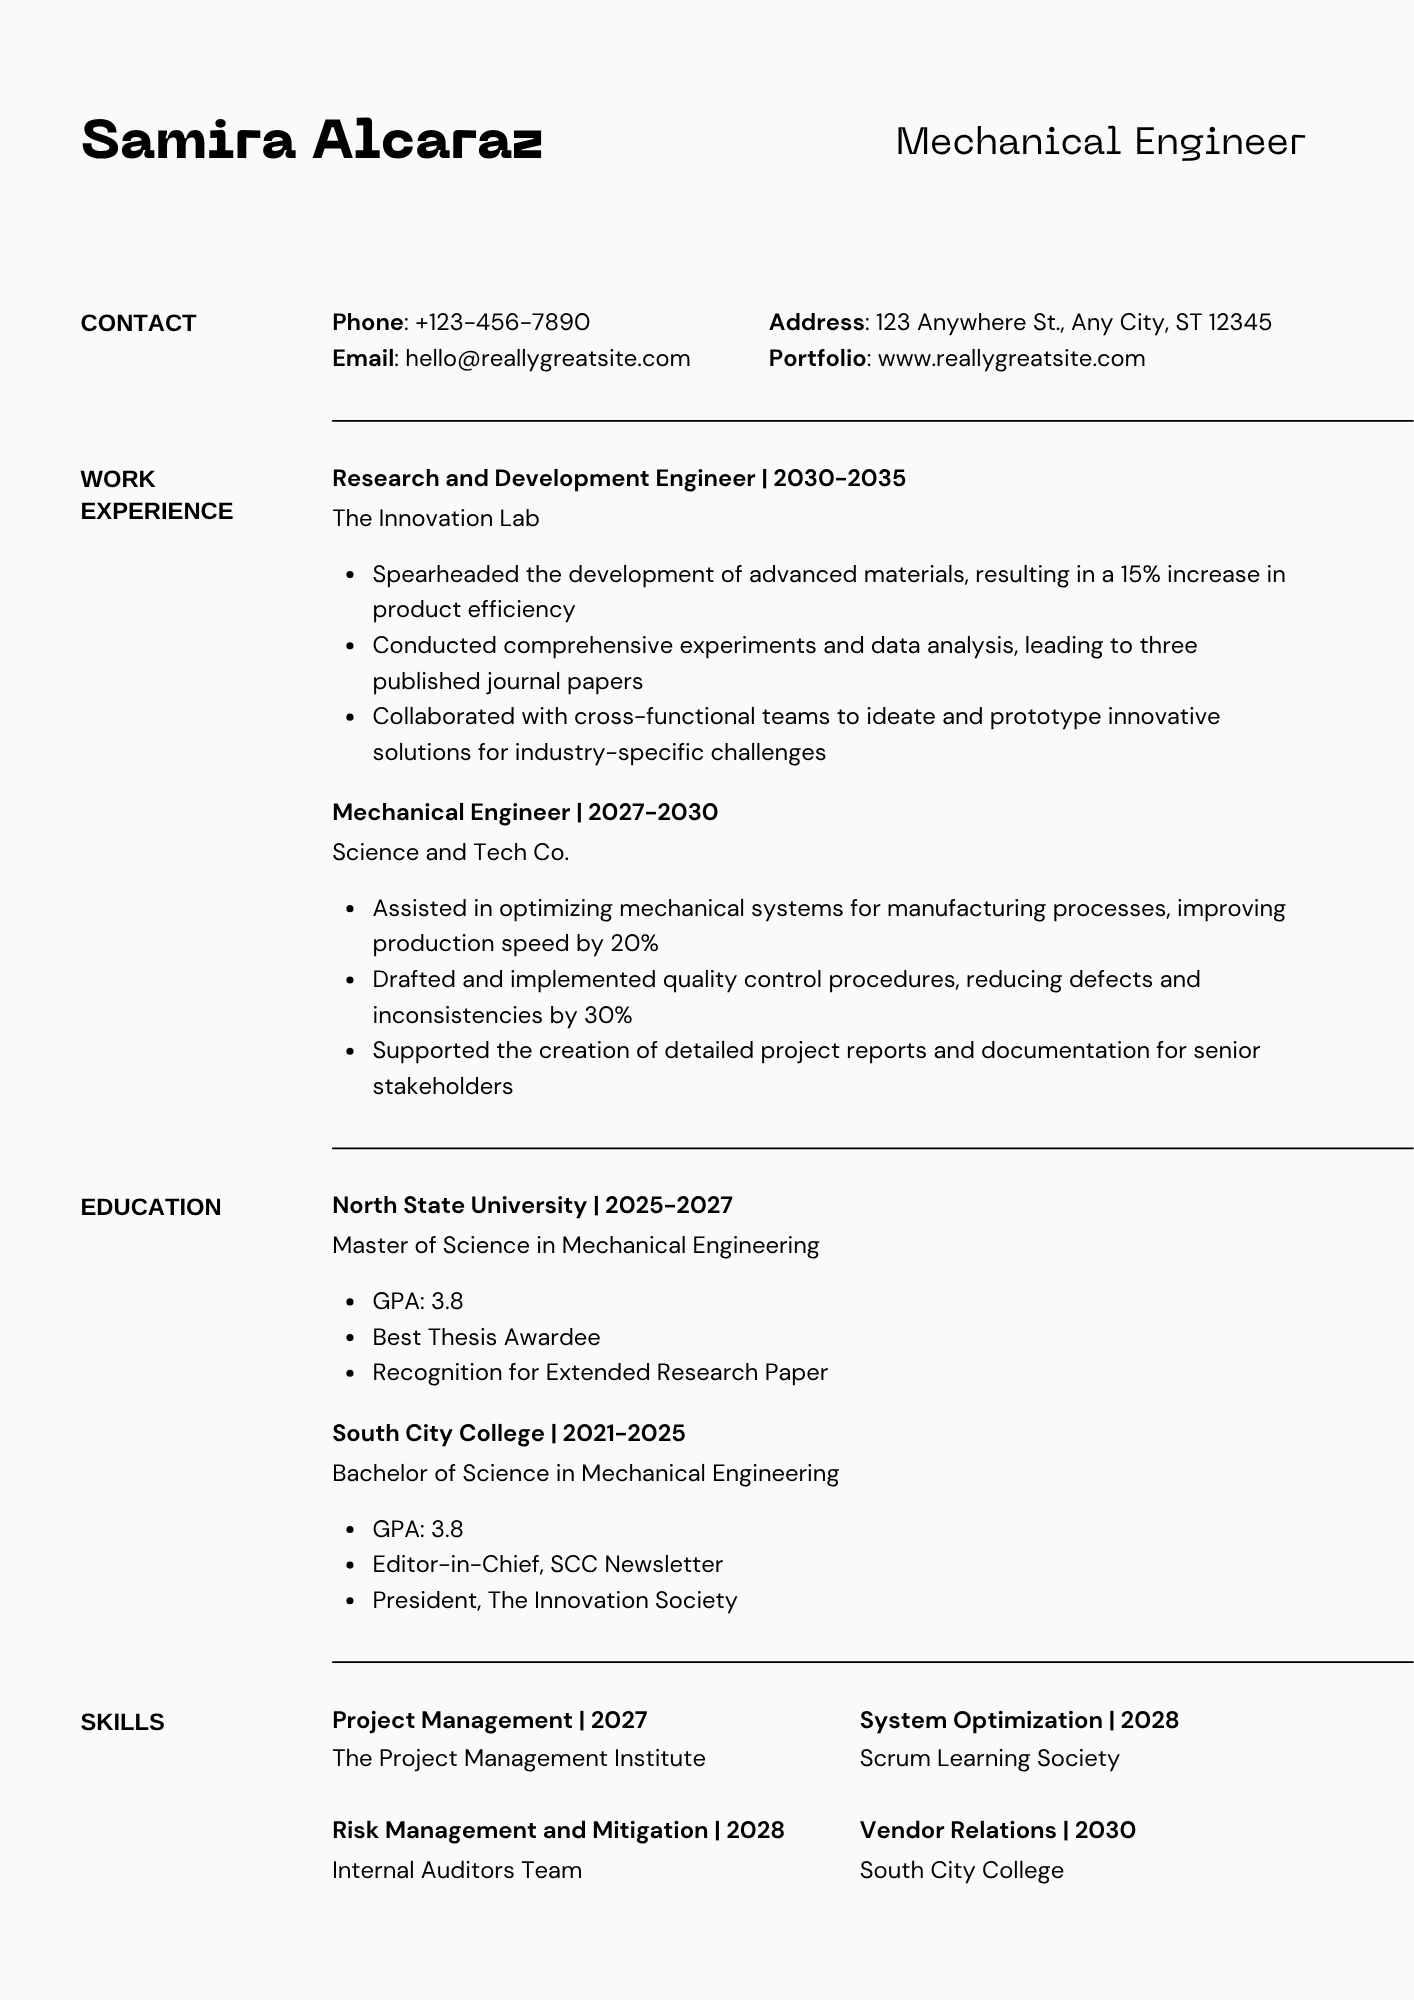 Samira Alcaraz
Mechanical Engineer
CONTACT
Phone: +123-456-7890
Email: hello@reallygreatsite.com
Address: 123 Anywhere St., Any City, ST 12345
Portfolio: www.reallygreatsite.com
WORK
EXPERIENCE
Research and Development Engineer | 2030-2035
The Innovation Lab
• Spearheaded the development of advanced materials, resulting in a 15% increase in
product efficiency
• Conducted comprehensive experiments and data analysis, leading to three
published journal papers
• Collaborated with cross-functional teams to ideate and prototype innovative
solutions for industry-specific challenges
Mechanical Engineer | 2027-2030
Science and Tech Co.
• Assisted in optimizing mechanical systems for manufacturing processes, improving
production speed by 20%
• Drafted and implemented quality control procedures, reducing defects and
inconsistencies by 30%
• Supported the creation of detailed project reports and documentation for senior
stakeholders
EDUCATION
North State University | 2025-2027
Master of Science in Mechanical Engineering
• GPA: 3.8
• Best Thesis Awardee
• Recognition for Extended Research Paper
South City College | 2021-2025
Bachelor of Science in Mechanical Engineering
• GPA: 3.8
• Editor-in-Chief, SCC Newsletter
• President, The Innovation Society
SKILLS
Project Management | 2027
The Project Management Institute
System Optimization | 2028
Scrum Learning Society
Risk Management and Mitigation | 2028
Internal Auditors Team
Vendor Relations | 2030
South City College